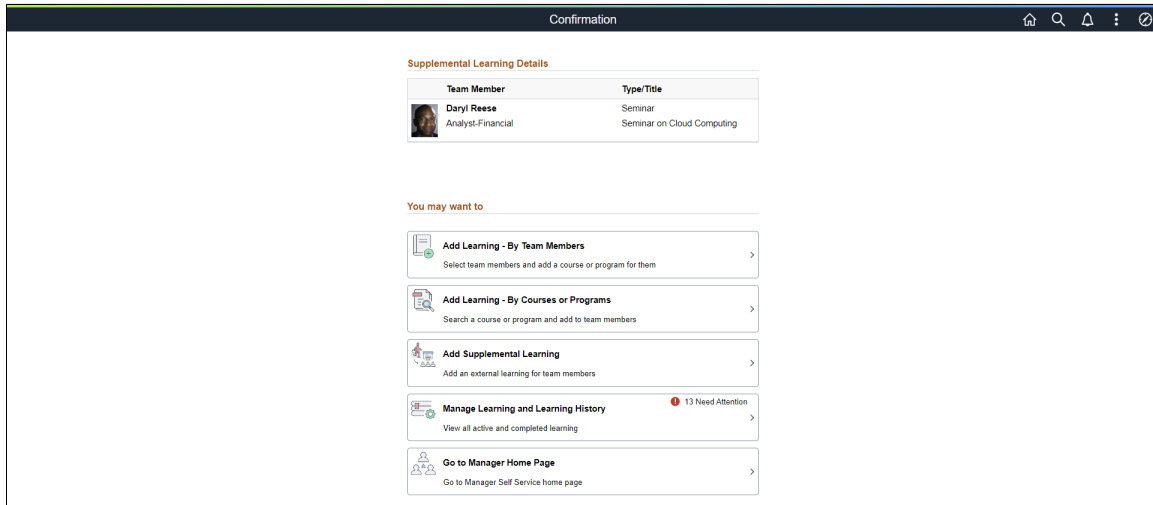 Confirmation
Supplemental Learning Details
Team Member Type/Title
Daryl Reese Seminar
Analyst-Financial Seminar on Cloud Computing
You may want to
Add Learning - By Team Members
Select team members and add a course or program for them
Add Learning - By Courses or Programs
Search a course or program and add to team members
Add Supplemental Learning
Add an external learning for team members
Manage Learning and Learning History 13 Need Attention
View all active and completed learning
Go to Manager Home Page
Go to Manager Self Service home page